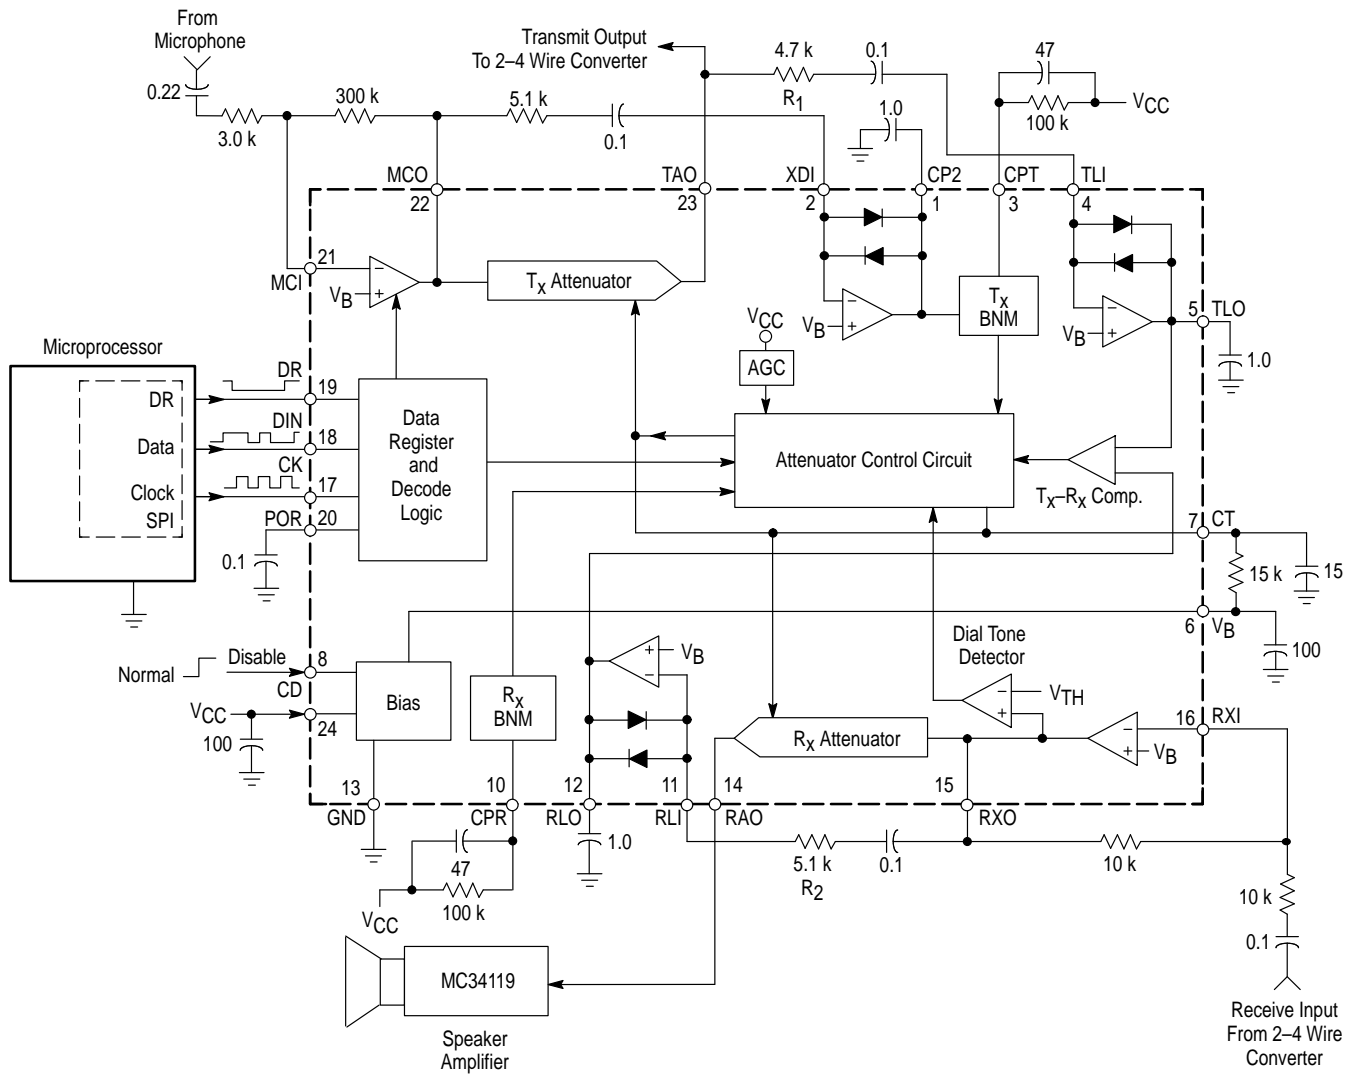 From
Microphone
0.22
3.0 k
300 k
5.1 k
0.1
Transmit Output
To 2–4 Wire Converter
4.7 k
R1
0.1
1.0
47
100 k
VCC
MCO
22
TAO
23
XDI
2
CP2
1
CPT
3
TLI
4
21
MCI
VB
–
+
Tx Attenuator
VB
–
+
Tx
BNM
VB
–
+
5
TLO
1.0
VCC
AGC
Microprocessor
DR
Data
Clock
SPI
DR
19
DIN
18
CK
17
POR
20
0.1
Data
Register
and
Decode
Logic
Attenuator Control Circuit
Tx–Rx Comp.
7
CT
15 k
15
6
VB
100
Normal
Disable
8
CD
VCC
24
100
Bias
Rx
BNM
+
–
VB
Dial Tone
Detector
–
+
VTH
Rx Attenuator
–
+
VB
16
RXI
13
GND
10
CPR
12
RLO
11
RLI
14
RAO
15
RXO
47
100 k
VCC
1.0
5.1 k
R2
0.1
10 k
10 k
0.1
MC34119
Speaker
Amplifier
Receive Input
From 2–4 Wire
Converter